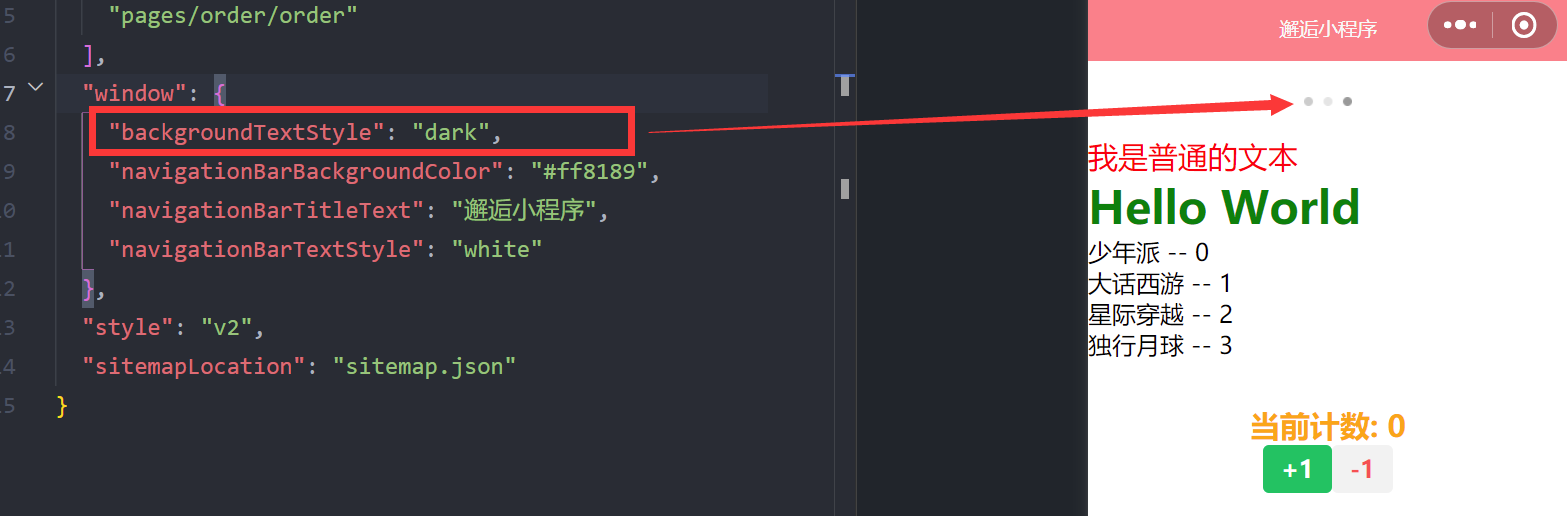 5 "pages/order/order"
6 ],
7 "window": {
8 "backgroundTextStyle": "dark",
9 "navigationBarBackgroundColor": "#ff8189",
0 "navigationBarTitleText": "邂逅小程序",
1 "navigationBarTextStyle": "white"
2 },
3 "style": "v2",
4 "sitemapLocation": "sitemap.json"
5 }
邂逅小程序
我是普通的文本
Hello World
少年派 -- 0
大话西游 -- 1
星际穿越 -- 2
独行月球 -- 3
当前计数: 0
+1 -1